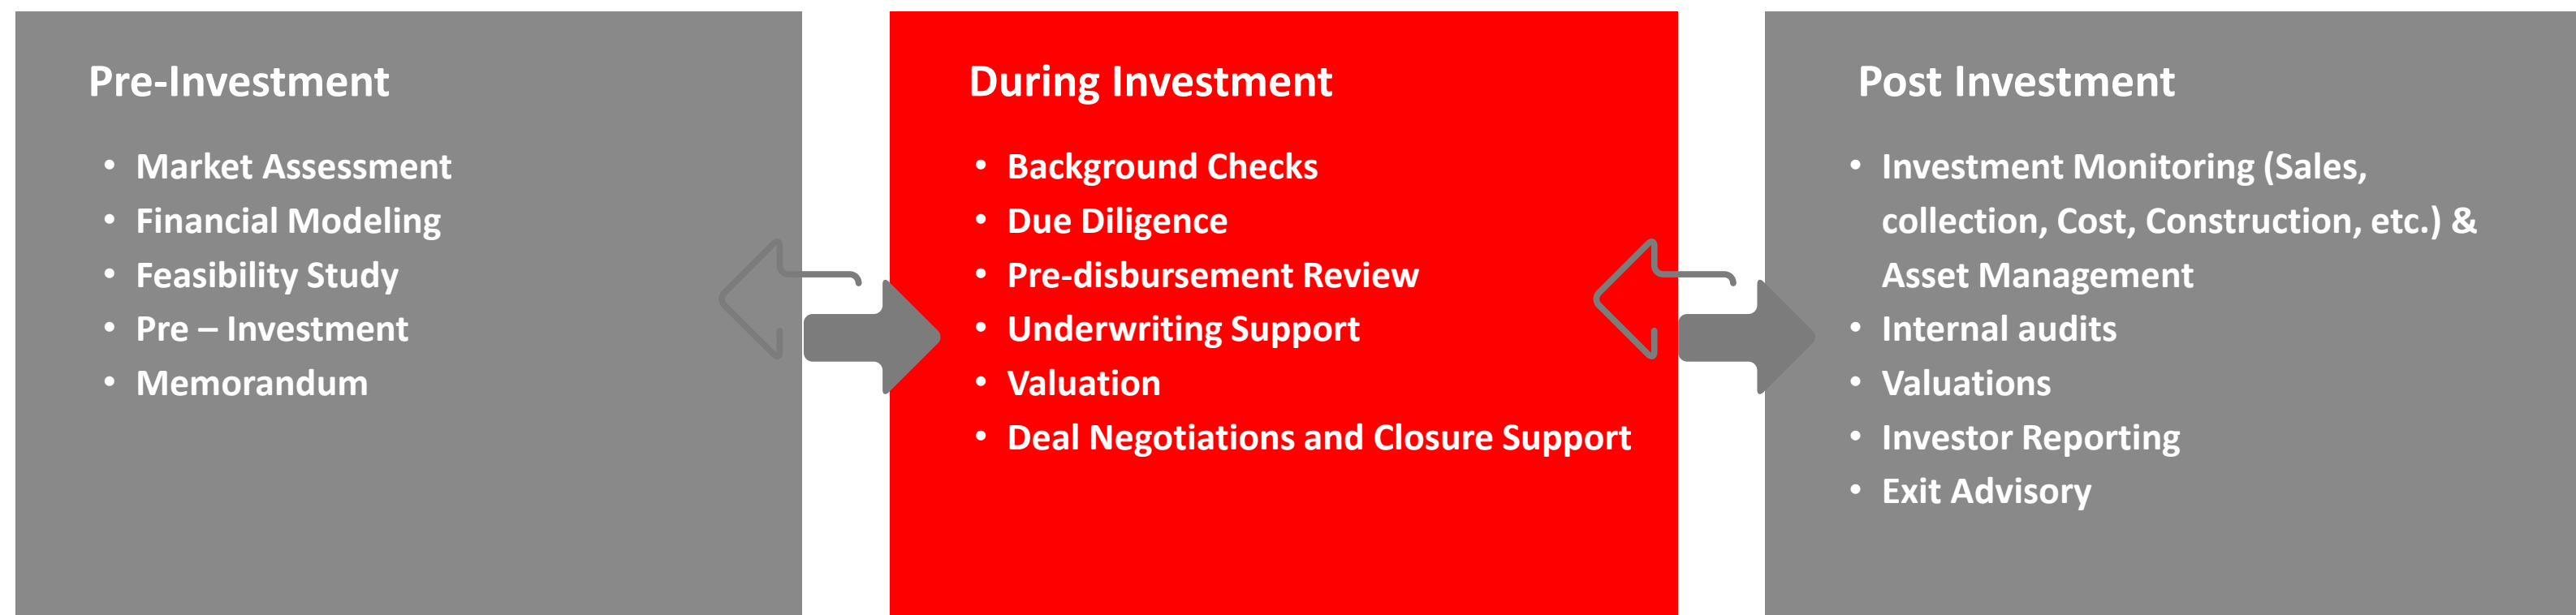 Pre-Investment
• Market Assessment
• Financial Modeling
• Feasibility Study
• Pre – Investment
• Memorandum
During Investment
• Background Checks
• Due Diligence
• Pre-disbursement Review
• Underwriting Support
• Valuation
• Deal Negotiations and Closure Support
Post Investment
• Investment Monitoring (Sales,
collection, Cost, Construction, etc.) &
Asset Management
• Internal audits
• Valuations
• Investor Reporting
• Exit Advisory